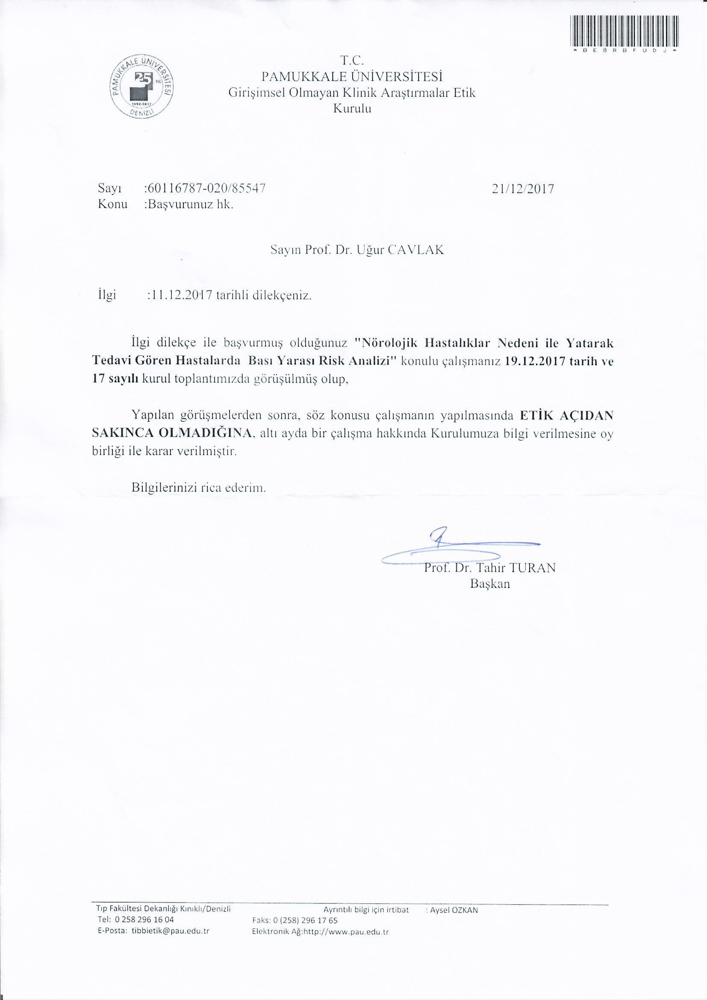 *BE8RBFUDJ*
PAMUKKALE ÜNİVERSİTESİ
25
YIL
1992-2017
DENİZLİ
T.C.
PAMUKKALE ÜNİVERSİTESİ
Girişimsel Olmayan Klinik Araştırmalar Etik
Kurulu
Sayı :60116787-020/85547 21/12/2017
Konu :Başvurunuz hk.
Sayın Prof. Dr. Uğur CAVLAK
İlgi :11.12.2017 tarihli dilekçeniz.
İlgi dilekçe ile başvurmuş olduğunuz "Nörolojik Hastalıklar Nedeni ile Yatarak
Tedavi Gören Hastalarda Bası Yarası Risk Analizi" konulu çalışmanız 19.12.2017 tarih ve
17 sayılı kurul toplantımızda görüşülmüş olup,
Yapılan görüşmelerden sonra, söz konusu çalışmanın yapılmasında ETİK AÇIDAN
SAKINCA OLMADIĞINA, altı ayda bir çalışma hakkında Kurulumuza bilgi verilmesine oy
birliği ile karar verilmiştir.
Bilgilerinizi rica ederim.
Prof. Dr. Tahir TURAN
Başkan
Tıp Fakültesi Dekanlığı Kınıklı/Denizli Ayrıntılı bilgi için irtibat : Aysel ÖZKAN
Tel: 0 258 296 16 04 Faks: 0 (258) 296 17 65
E-Posta: tibbietik@pau.edu.tr Elektronik Ağ:http://www.pau.edu.tr